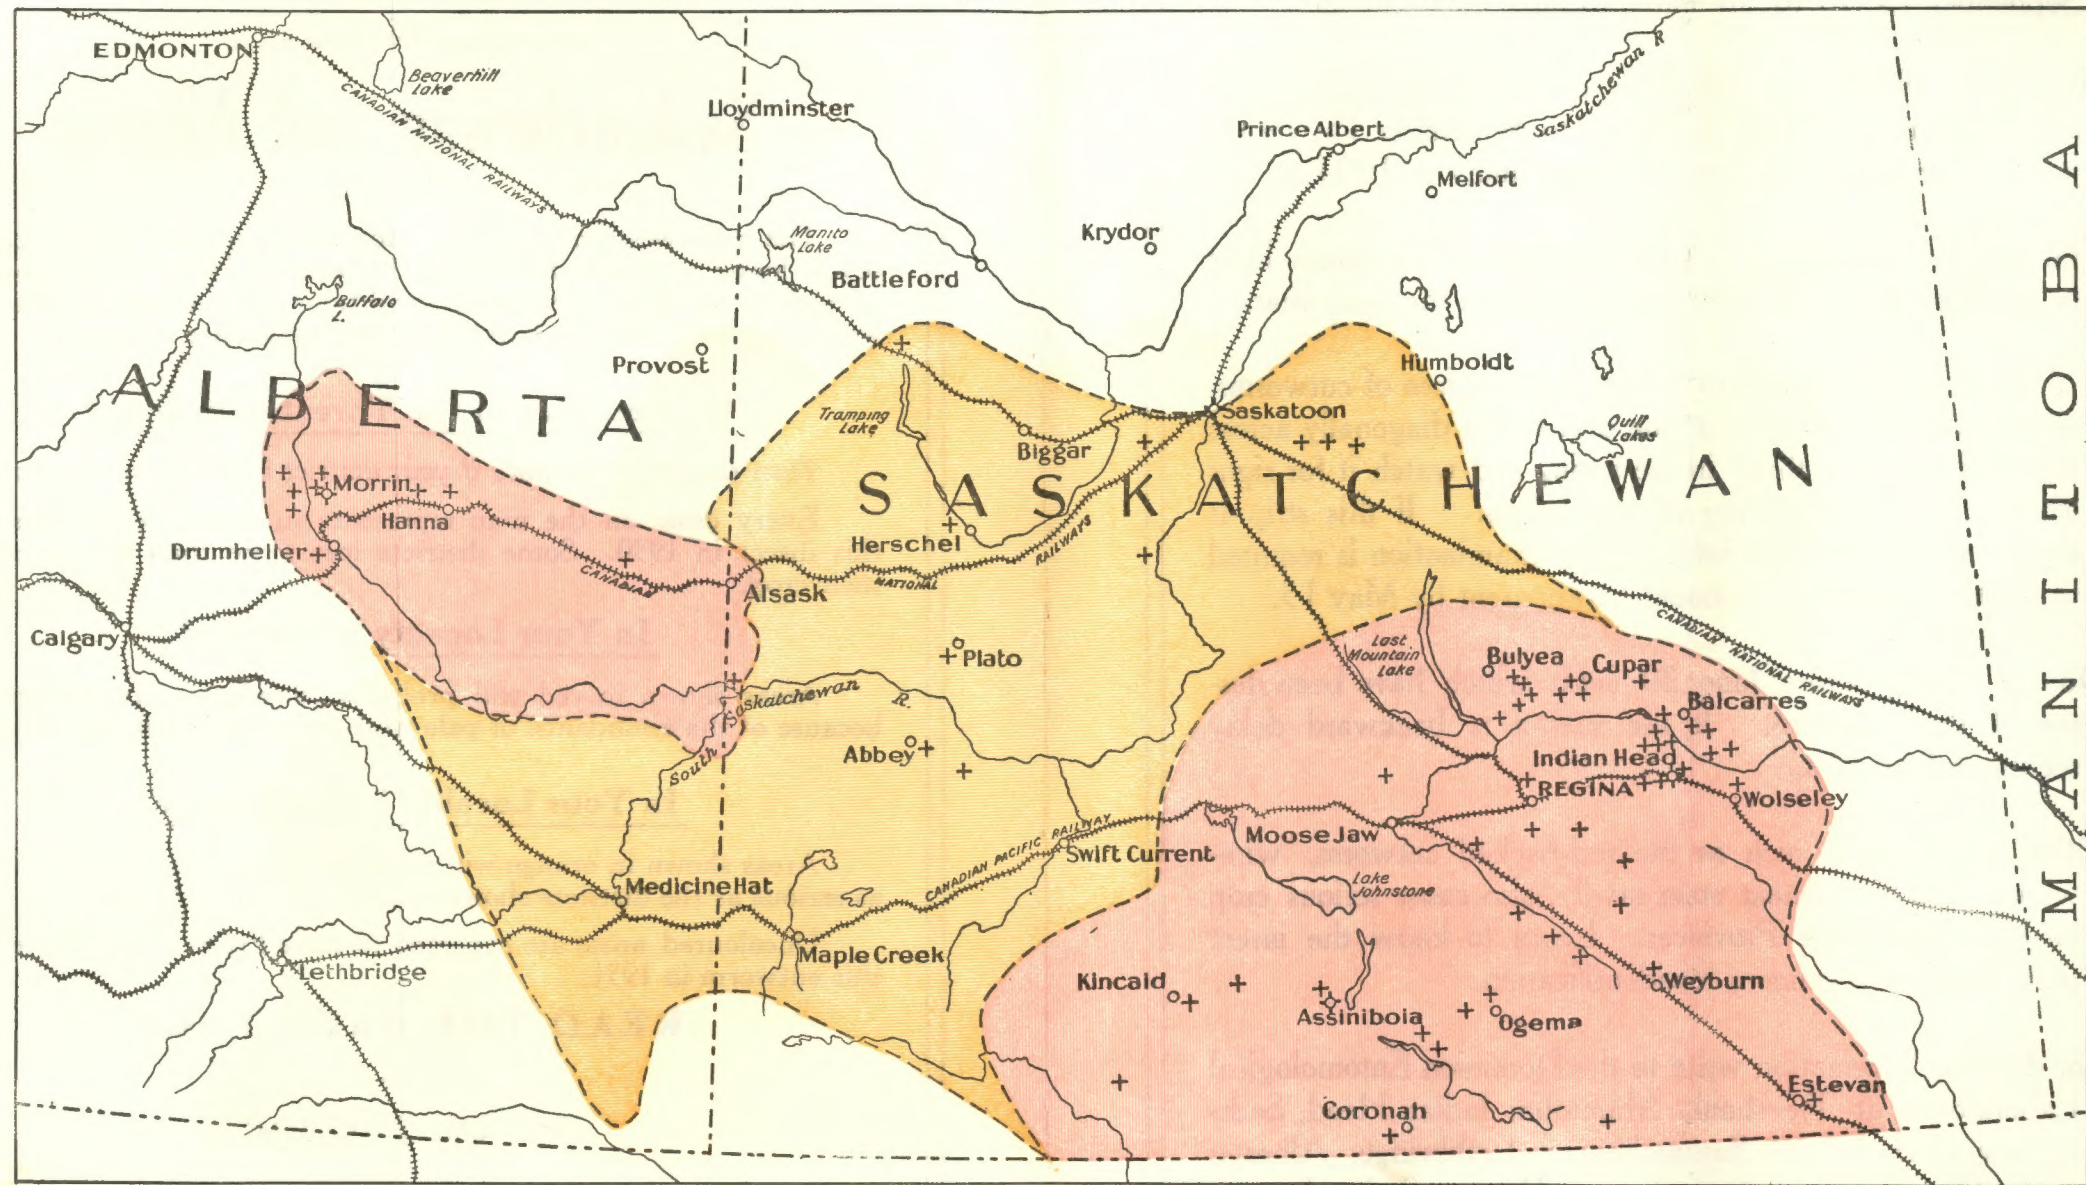 EDMONTON
Beaverhill
Lake
CANADIAN NATIONAL RAILWAYS
Lloydminster
Prince Albert
Saskatchewan R
Melfort
Krydor
Manito
Lake
Battleford
Buffalo
L.
Provost
Humboldt
ALBERTA
Tramping
Lake
Biggar
Saskatoon
Quill
Lakes
SASKATCHEWAN
MANITOBA
Morrin
Hanna
Drumheller
Herschel
CANADIAN
NATIONAL
RAILWAYS
Alsask
Calgary
CANADIAN NATIONAL RAILWAYS
Last
Mountain
Lake
Plato
Bulyea
Cupar
South Saskatchewan R.
Balcarres
Abbey
Indian Head
REGINA
Wolseley
CANADIAN PACIFIC RAILWAY
Moose Jaw
Swift Current
Medicine Hat
Lake
Johnstone
Maple Creek
Lethbridge
Kincaid
Weyburn
Assiniboia
Ogema
Estevan
Coronah